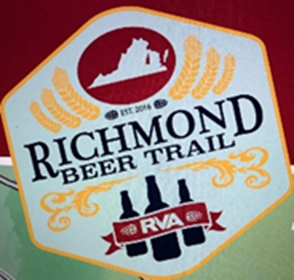 EST. 2016
RICHMOND
BEER TRAIL
RVA